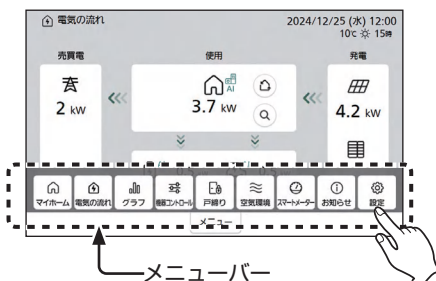 電気の流れ
2024/12/25 (水) 12:00
10℃ 15時
売買電
使用
発電
AI
2 kW
3.7 kW
4.2 kW
マイホーム
電気の流れ
グラフ
機器コントロール
戸締り
空気環境
スマートメーター
お知らせ
設定
メニュー
メニューバー